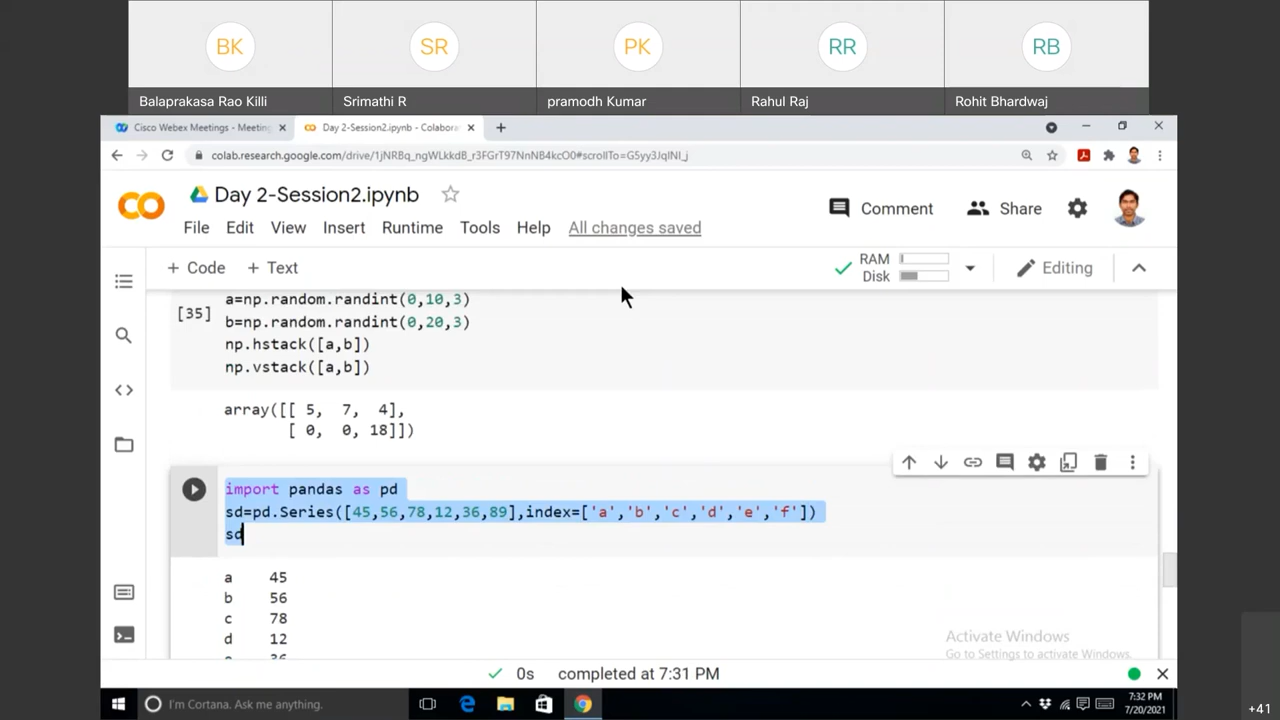 BK SR PK RR RB
Balaprakasa Rao Killi Srimathi R pramodh Kumar Rahul Raj Rohit Bhardwaj
Cisco Webex Meetings - Meeting Day 2-Session2.ipynb - Colabora
colab.research.google.com/drive/1jNRBq_ngWLkkdB_r3FGrT97NnNB4kcO0#scrollTo=G5yy3JqlNI_j
CO Day 2-Session2.ipynb
Comment Share
File Edit View Insert Runtime Tools Help All changes saved
+ Code + Text RAM Disk Editing
a=np.random.randint(0,10,3)
[35] b=np.random.randint(0,20,3)
np.hstack([a,b])
np.vstack([a,b])
array([[ 5, 7, 4],
[ 0, 0, 18]])
import pandas as pd
sd=pd.Series([45,56,78,12,36,89],index=['a','b','c','d','e','f'])
sd
a 45
b 56
c 78
d 12
e 36
Activate Windows
Go to Settings to activate Windows.
0s completed at 7:31 PM
I'm Cortana. Ask me anything.
7:32 PM
7/20/2021
+41